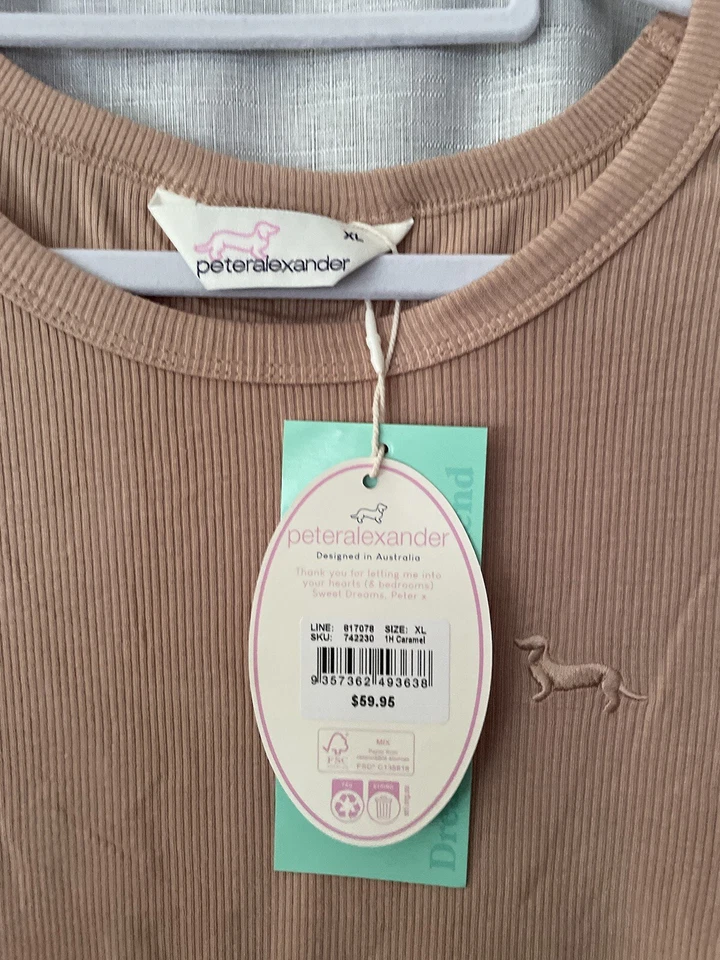 XL
peteralexander
peteralexander
Designed in Australia
Thank you for letting me into
your hearts (& bedrooms)
Sweet Dreams, Peter x
LINE: 617078 SIZE: XL
SKU: 742230 1H Caramel
9 357362 493638
$59.95
FSC
MIX